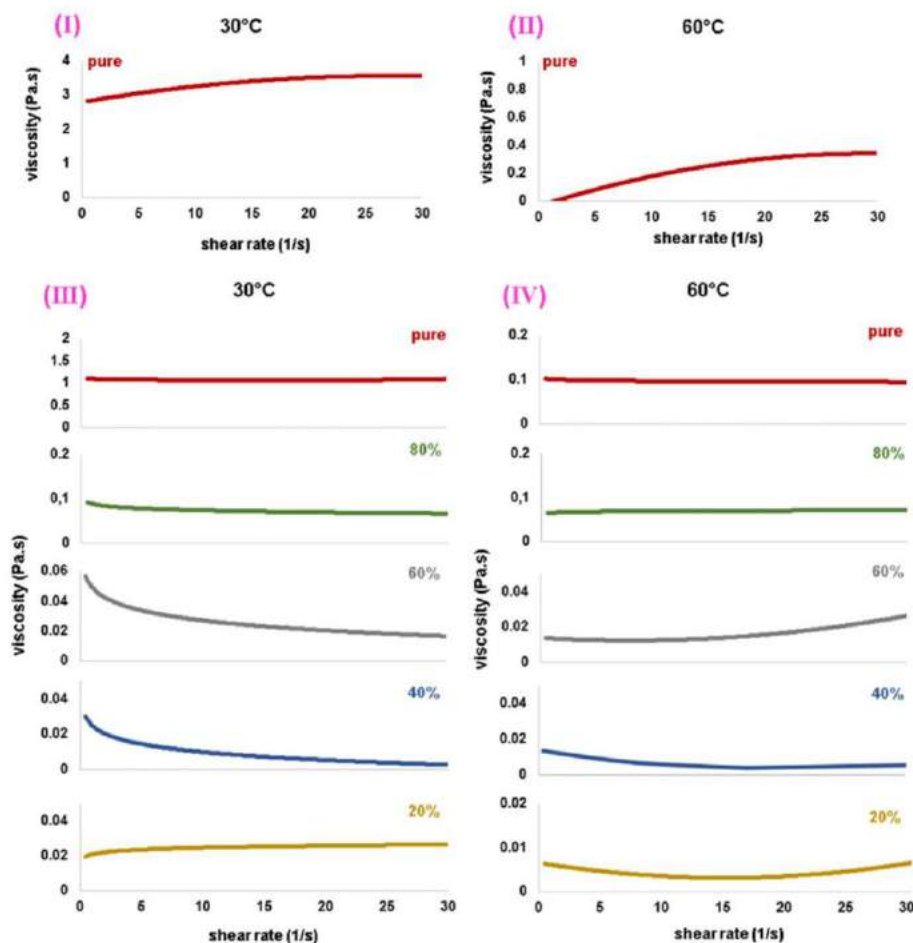 (I)
30°C
pure
viscosity (Pa.s)
4
3
2
1
0
0 5 10 15 20 25 30
shear rate (1/s)
(II)
60°C
pure
viscosity (Pa.s)
1
0.8
0.6
0.4
0.2
0
0 5 10 15 20 25 30
shear rate (1/s)
(III)
30°C
viscosity (Pa.s)
pure
2
1.5
1
0.5
0
80%
0.2
0,1
0
60%
0.06
0.04
0.02
0
40%
0.04
0.02
0
20%
0.04
0.02
0
0 5 10 15 20 25 30
shear rate (1/s)
(IV)
60°C
viscosity (Pa.s)
pure
0.2
0.1
0
80%
0.2
0,1
0
60%
0.04
0.02
0
40%
0.04
0.02
0
20%
0.02
0.01
0
0 5 10 15 20 25 30
shear rate (1/s)